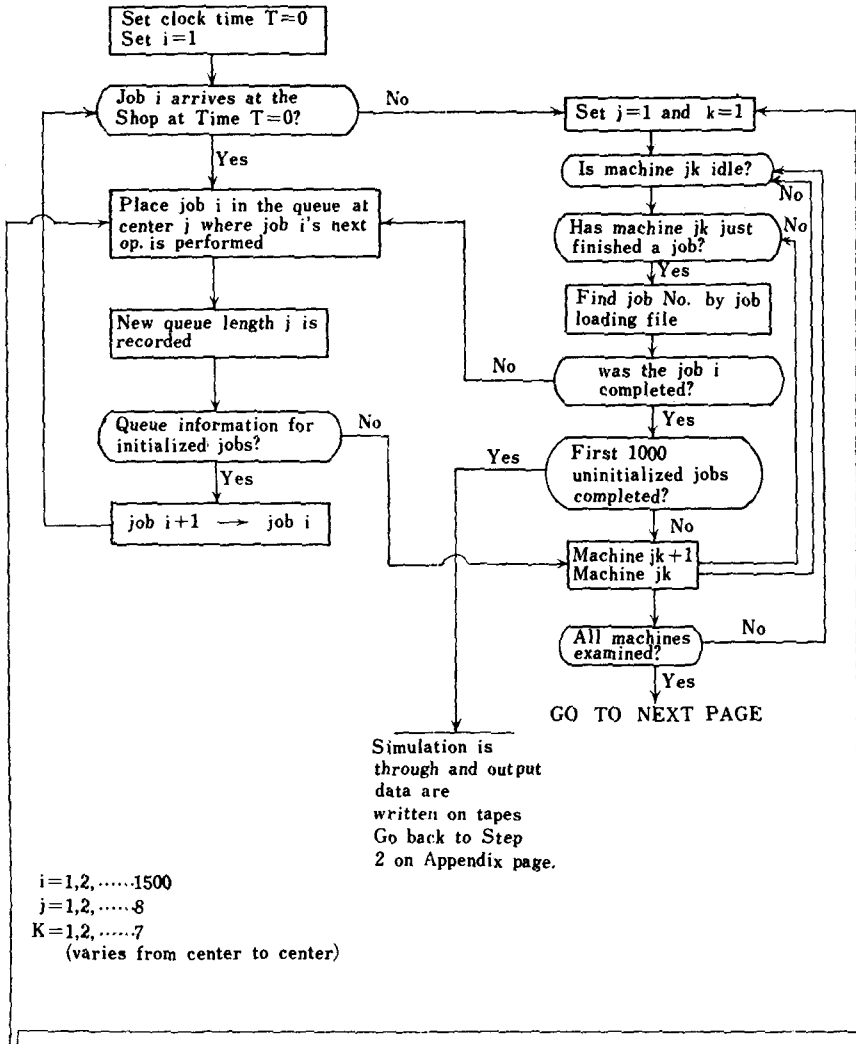 Set clock time T=0
Set i=1
Job i arrives at the
Shop at Time T=0?
No
Yes
Place job i in the queue at
center j where job i's next
op. is performed
New queue length j is
recorded
Queue information for
initialized jobs?
No
Yes
job i+1 → job i
Set j=1 and k=1
Is machine jk idle?
No
Has machine jk just
finished a job?
No
Yes
Find job No. by job
loading file
was the job i
completed?
No
Yes
First 1000
uninitialized jobs
completed?
Yes
No
Machine jk+1
Machine jk
All machines
examined?
No
Yes
GO TO NEXT PAGE
Simulation is
through and output
data are
written on tapes
Go back to Step
2 on Appendix page.
i=1,2, ······1500
j=1,2, ······8
K=1,2, ······7
(varies from center to center)